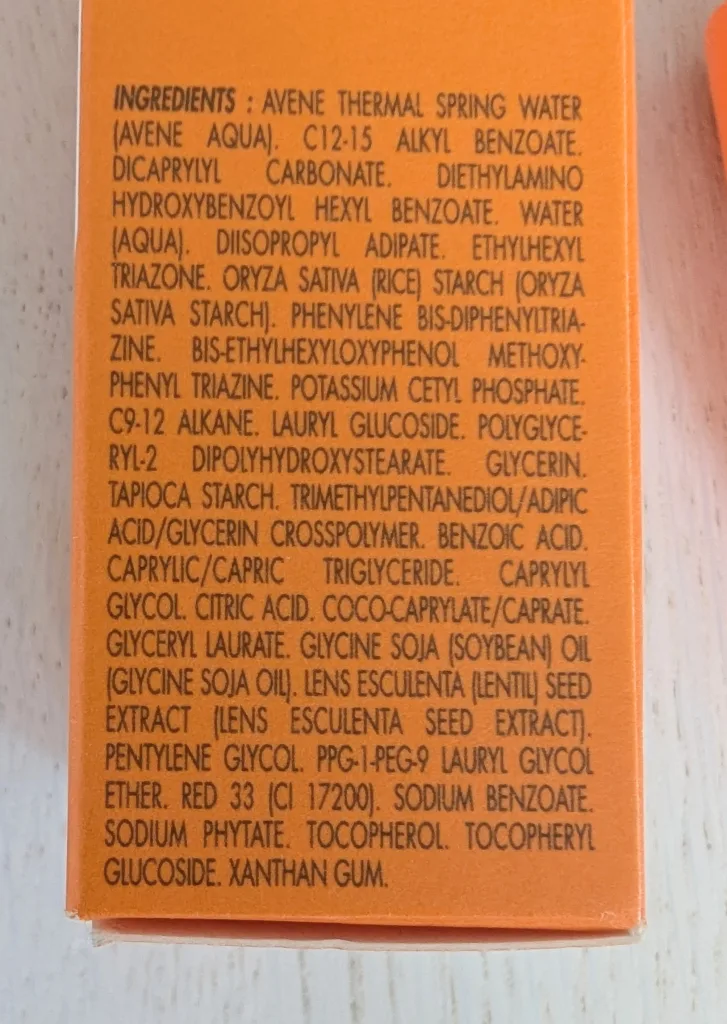 INGREDIENTS : AVENE THERMAL SPRING WATER
(AVENE AQUA). C12-15 ALKYL BENZOATE.
DICAPRYLYL CARBONATE. DIETHYLAMINO
HYDROXYBENZOYL HEXYL BENZOATE. WATER
(AQUA). DIISOPROPYL ADIPATE. ETHYLHEXYL
TRIAZONE. ORYZA SATIVA (RICE) STARCH (ORYZA
SATIVA STARCH). PHENYLENE BIS-DIPHENYLTRIA-
ZINE. BIS-ETHYLHEXYLOXYPHENOL METHOXY-
PHENYL TRIAZINE. POTASSIUM CETYL PHOSPHATE.
C9-12 ALKANE. LAURYL GLUCOSIDE. POLYGLYCE-
RYL-2 DIPOLYHYDROXYSTEARATE. GLYCERIN.
TAPIOCA STARCH. TRIMETHYLPENTANEDIOL/ADIPIC
ACID/GLYCERIN CROSSPOLYMER. BENZOIC ACID.
CAPRYLIC/CAPRIC TRIGLYCERIDE. CAPRYLYL
GLYCOL. CITRIC ACID. COCO-CAPRYLATE/CAPRATE.
GLYCERYL LAURATE. GLYCINE SOJA (SOYBEAN) OIL
(GLYCINE SOJA OIL). LENS ESCULENTA (LENTIL) SEED
EXTRACT (LENS ESCULENTA SEED EXTRACT).
PENTYLENE GLYCOL. PPG-1-PEG-9 LAURYL GLYCOL
ETHER. RED 33 (CI 17200). SODIUM BENZOATE.
SODIUM PHYTATE. TOCOPHEROL. TOCOPHERYL
GLUCOSIDE. XANTHAN GUM.